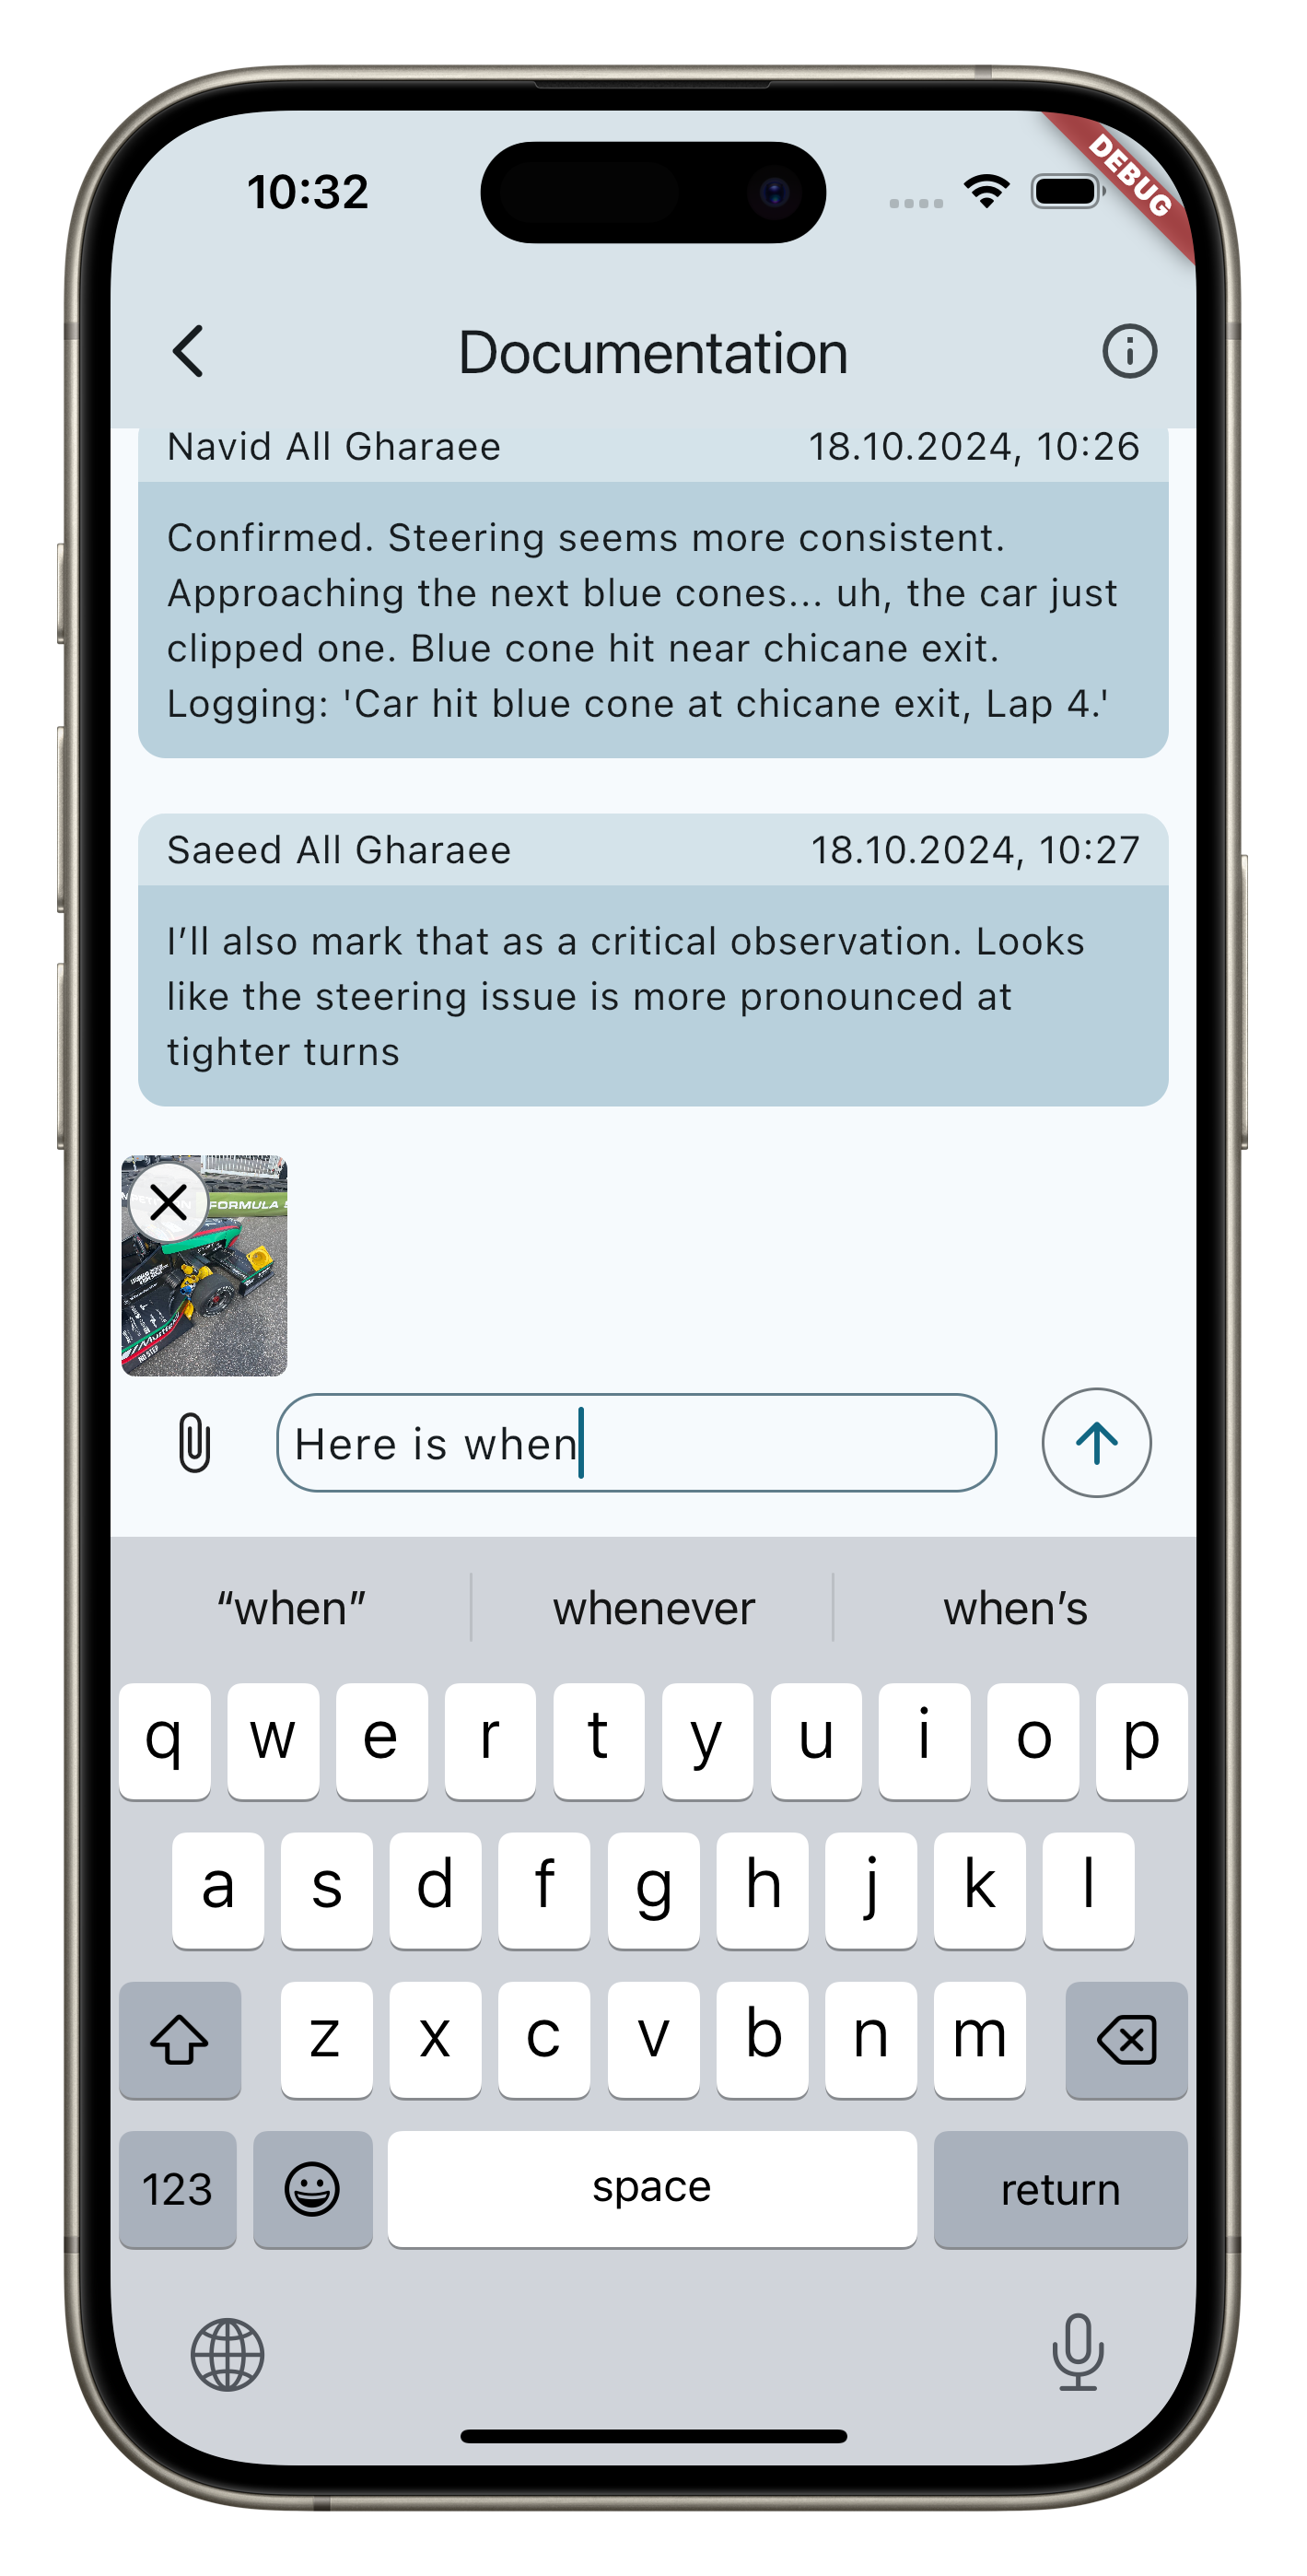 10:32
DEBUG
Documentation
Navid All Gharaee 18.10.2024, 10:26
Confirmed. Steering seems more consistent.
Approaching the next blue cones... uh, the car just
clipped one. Blue cone hit near chicane exit.
Logging: 'Car hit blue cone at chicane exit, Lap 4.'
Saeed All Gharaee 18.10.2024, 10:27
I’ll also mark that as a critical observation. Looks
like the steering issue is more pronounced at
tighter turns
FORMULA
NO STEP
Here is when
“when” whenever when’s
q w e r t y u i o p
a s d f g h j k l
z x c v b n m
123 space return